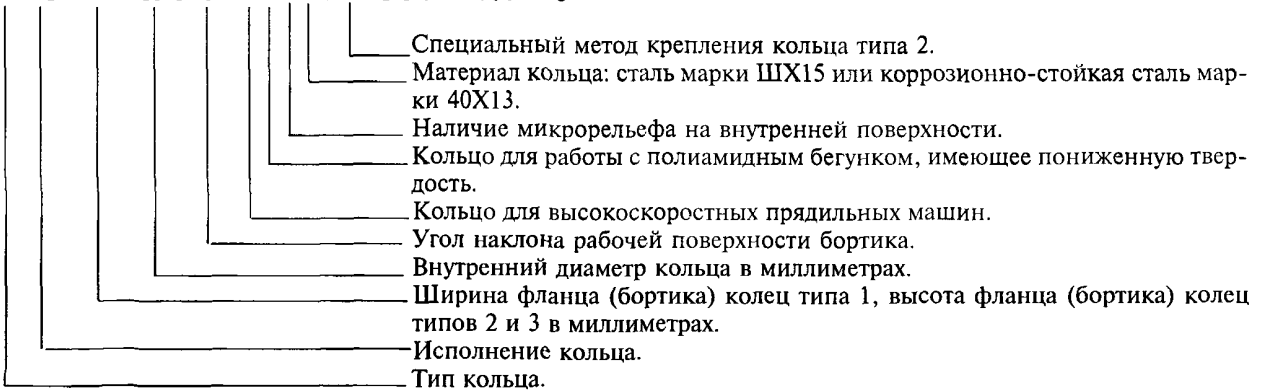 Специальный метод крепления кольца типа 2.
Материал кольца: сталь марки ШХ15 или коррозионно-стойкая сталь мар-
ки 40Х13.
Наличие микрорельефа на внутренней поверхности.
Кольцо для работы с полиамидным бегунком, имеющее пониженную твер-
дость.
Кольцо для высокоскоростных прядильных машин.
Угол наклона рабочей поверхности бортика.
Внутренний диаметр кольца в миллиметрах.
Ширина фланца (бортика) колец типа 1, высота фланца (бортика) колец
типов 2 и 3 в миллиметрах.
Исполнение кольца.
Тип кольца.